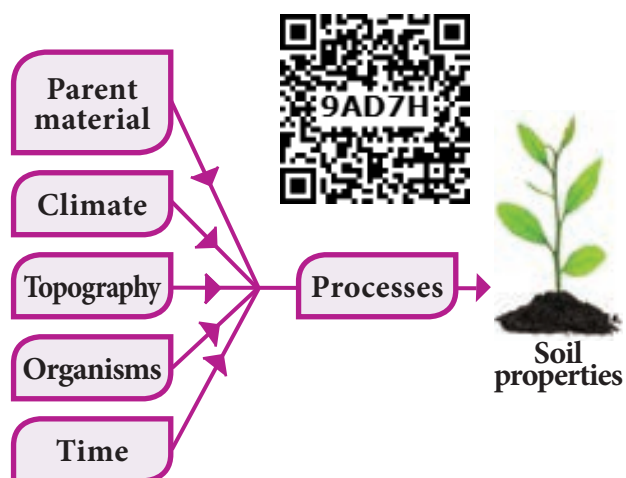 Parent
material
9AD7H
Climate
Topography
Processes
Organisms
Soil
properties
Time